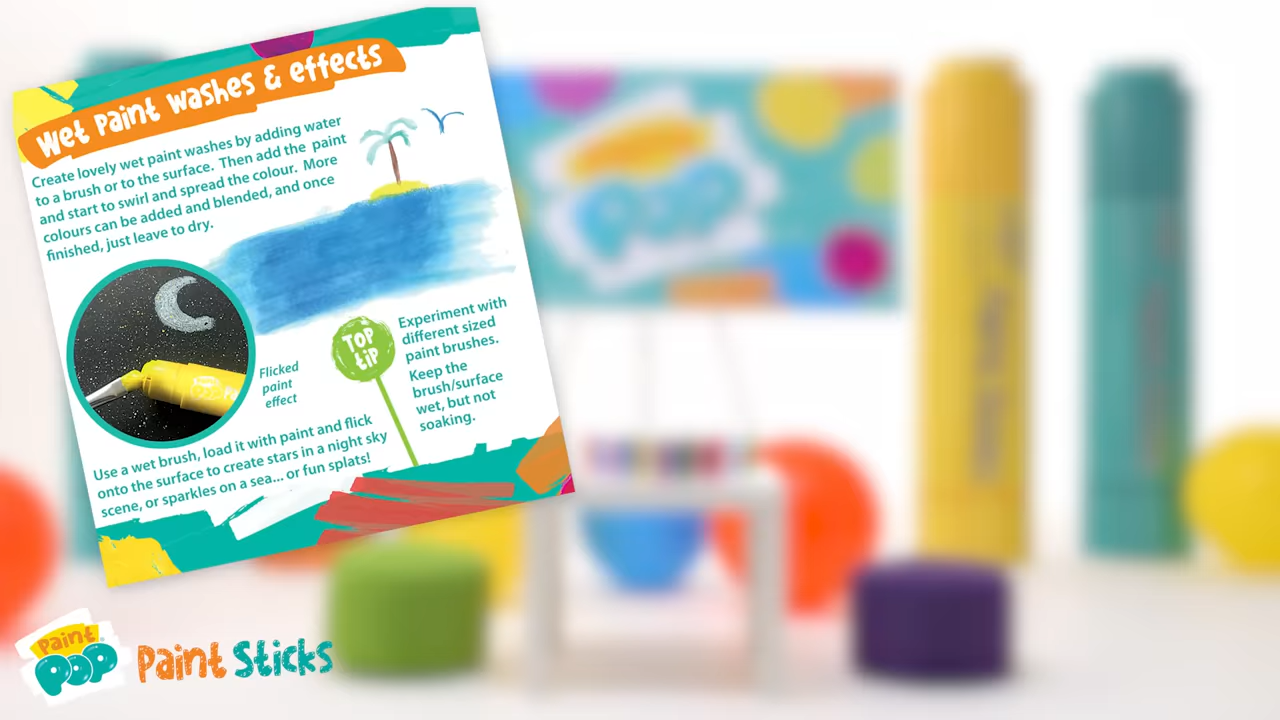 Wet Paint washes & effects
Create lovely wet paint washes by adding water
to a brush or to the surface. Then add the paint
and start to swirl and spread the colour. More
colours can be added and blended, and once
finished, just leave to dry.
Flicked
paint
effect
TOP
tip
Experiment with
different sized
paint brushes.
Keep the
brush/surface
wet, but not
soaking.
Use a wet brush, load it with paint and flick
onto the surface to create stars in a night sky
scene, or sparkles on a sea... or fun splats!
Paint
POP
Paint Sticks